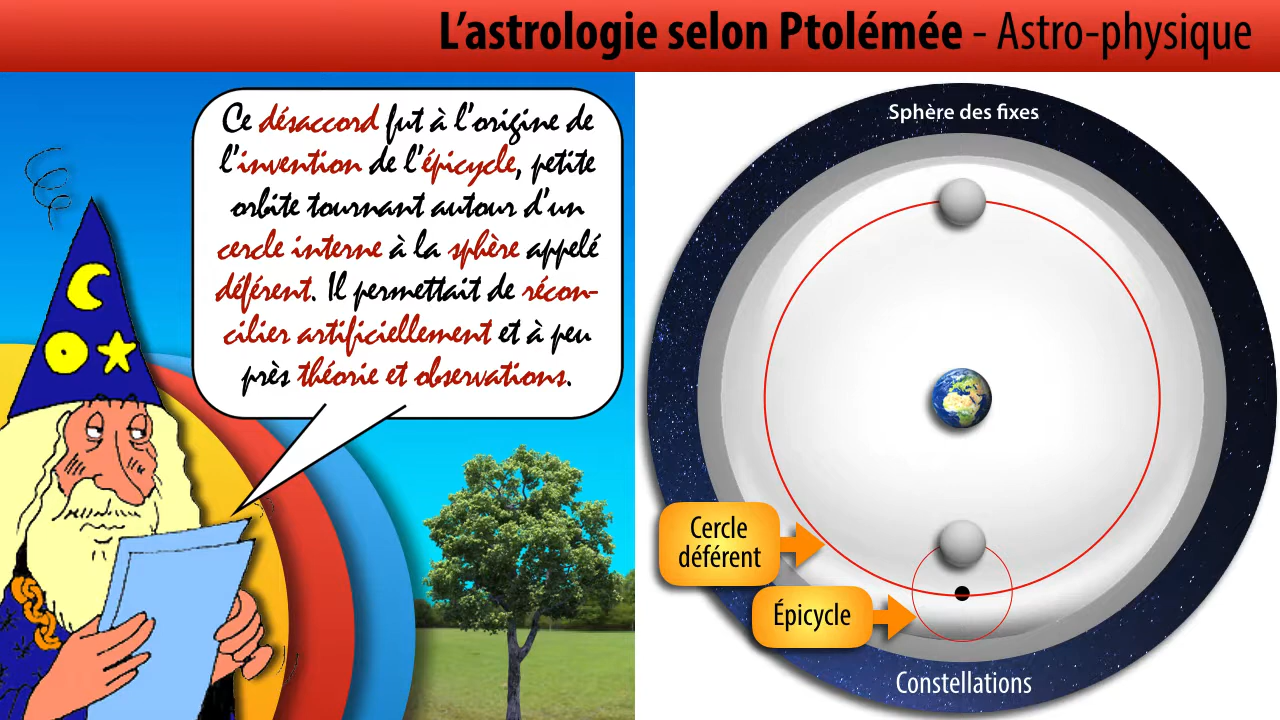 L'astrologie selon Ptolémée - Astro-physique
Ce désaccord fut à l'origine de
l'invention de l'épicycle, petite
orbite tournant autour d'un
cercle interne à la sphère appelé
déférent. Il permettait de récon-
cilier artificiellement et à peu
près théorie et observations.
Sphère des fixes
Cercle
déférent
Épicycle
Constellations